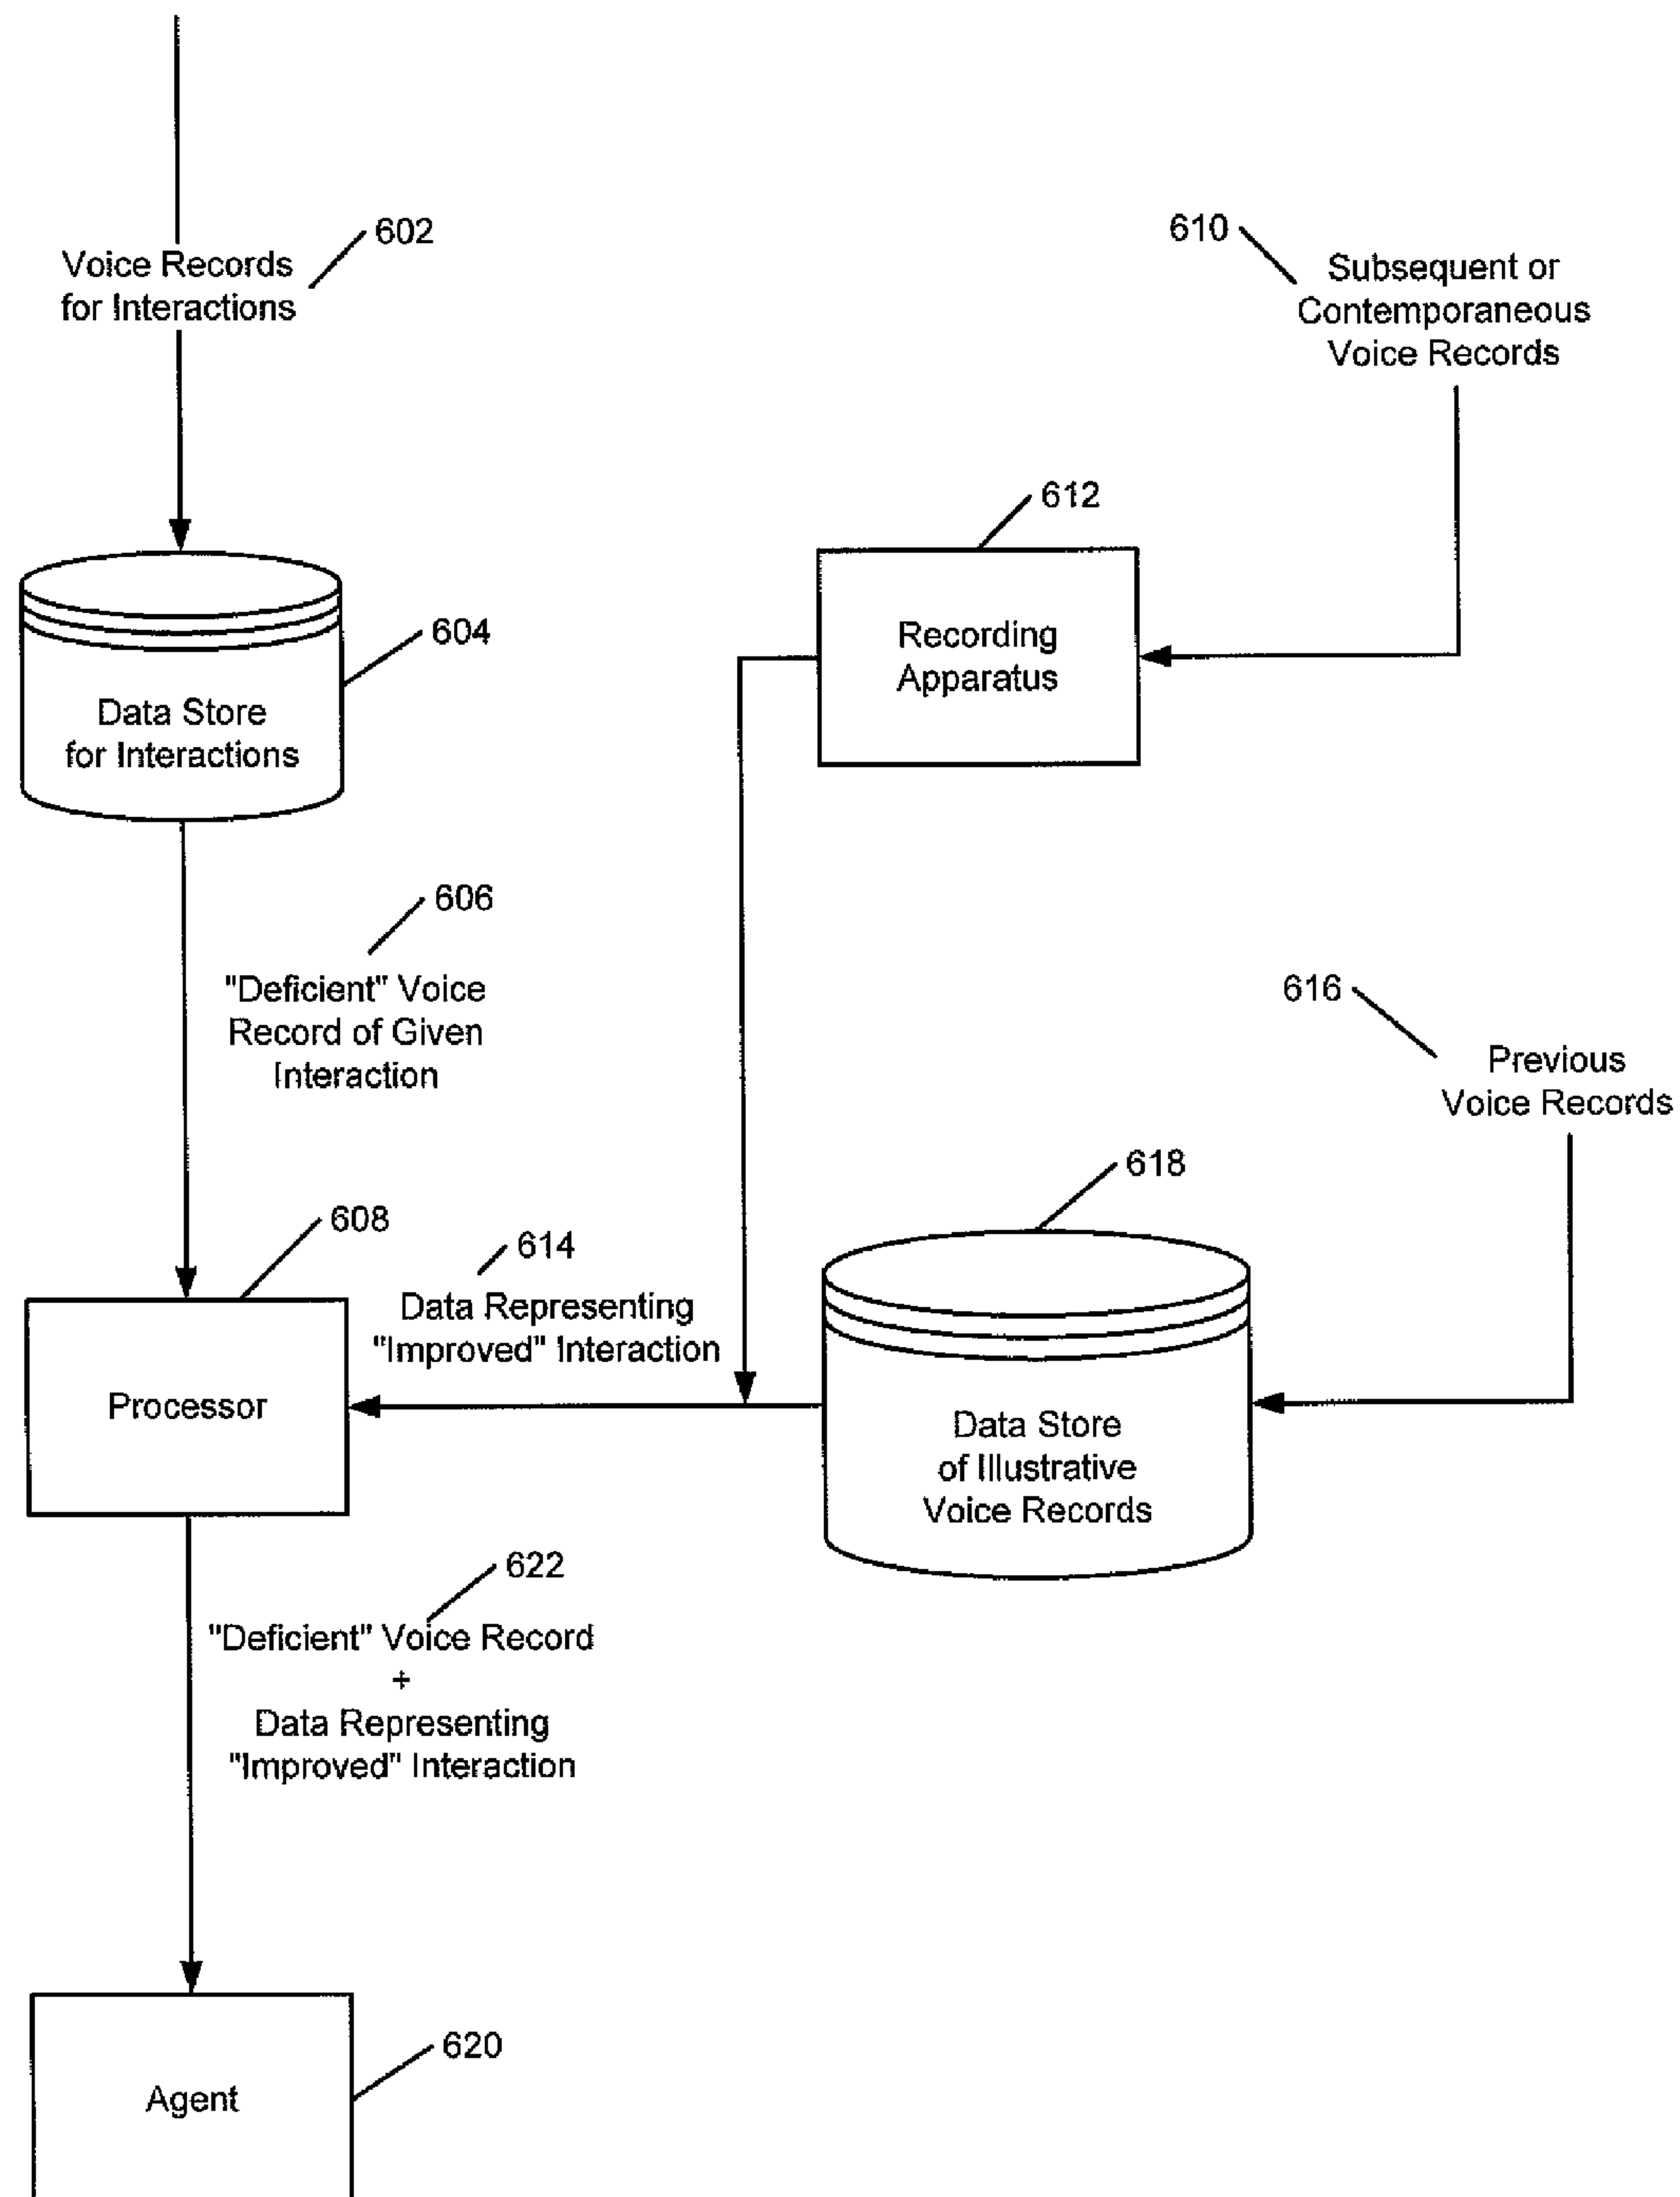 602
Voice Records
for Interactions
610
Subsequent or
Contemporaneous
Voice Records
612
Recording
Apparatus
604
Data Store
for Interactions
606
"Deficient" Voice
Record of Given
Interaction
616
Previous
Voice Records
618
608
614
Data Representing
"Improved" Interaction
Processor
Data Store
of Illustrative
Voice Records
622
"Deficient" Voice Record
+
Data Representing
"Improved" Interaction
620
Agent